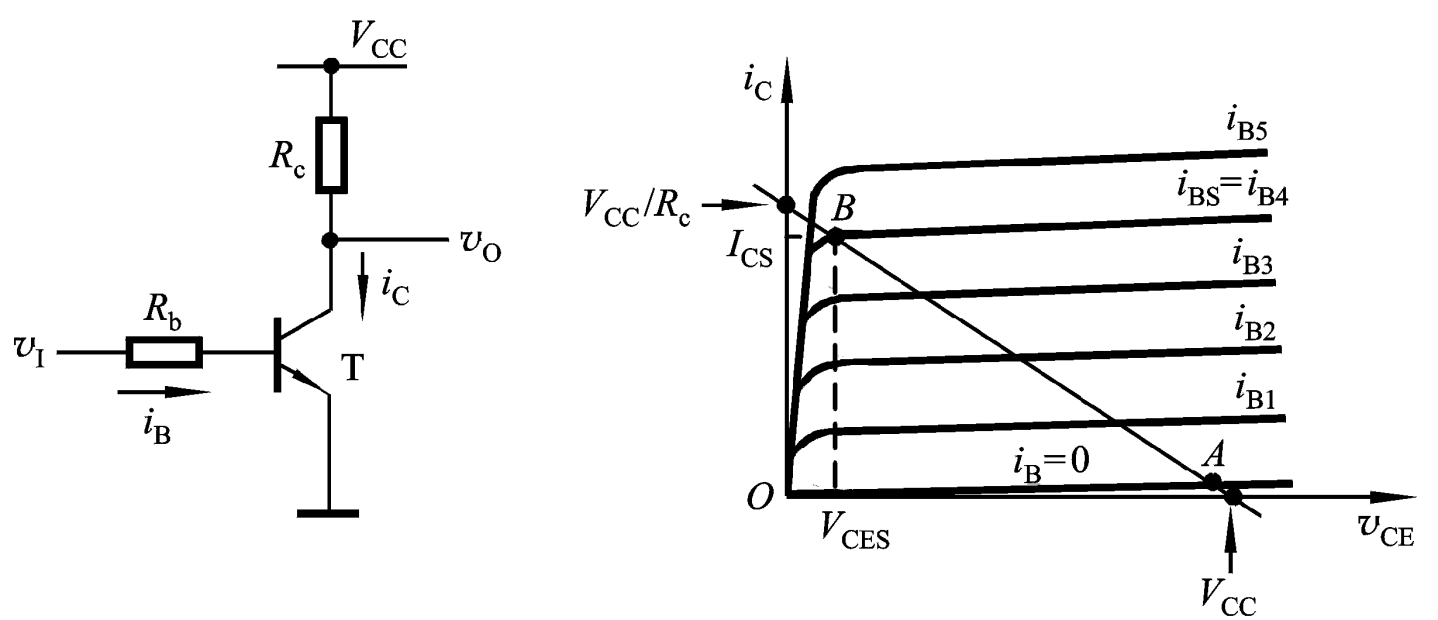 V_CC
R_c
v_O
i_C
R_b
v_I
T
i_B
i_C
i_B5
i_BS=i_B4
V_CC/R_c
B
I_CS
i_B3
i_B2
i_B1
i_B=0
A
O
V_CES
v_CE
V_CC